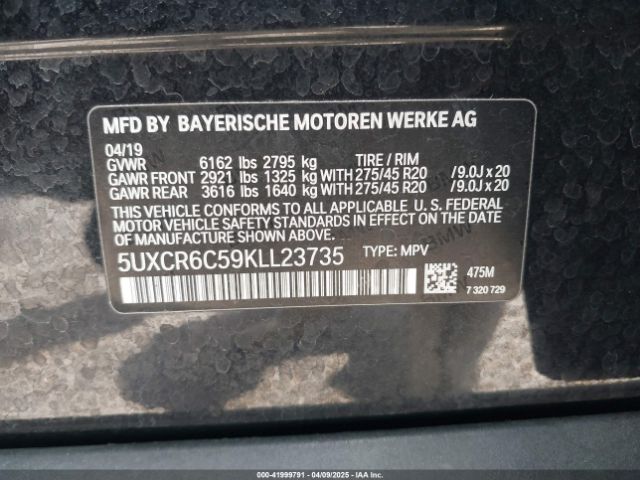 MFD BY BAYERISCHE MOTOREN WERKE AG
04/19
GVWR 6162 lbs 2795 kg TIRE / RIM
GAWR FRONT 2921 lbs 1325 kg WITH 275/45 R20 /9.0J x 20
GAWR REAR 3616 lbs 1640 kg WITH 275/45 R20 /9.0J x 20
THIS VEHICLE CONFORMS TO ALL APPLICABLE U. S. FEDERAL
MOTOR VEHICLE SAFETY STANDARDS IN EFFECT ON THE DATE
OF MANUFACTURE SHOWN ABOVE.
5UXCR6C59KLL23735 TYPE: MPV
475M
7 320 729
000-41999791 | 04/09/2025 | Copyright: IAA, Inc.